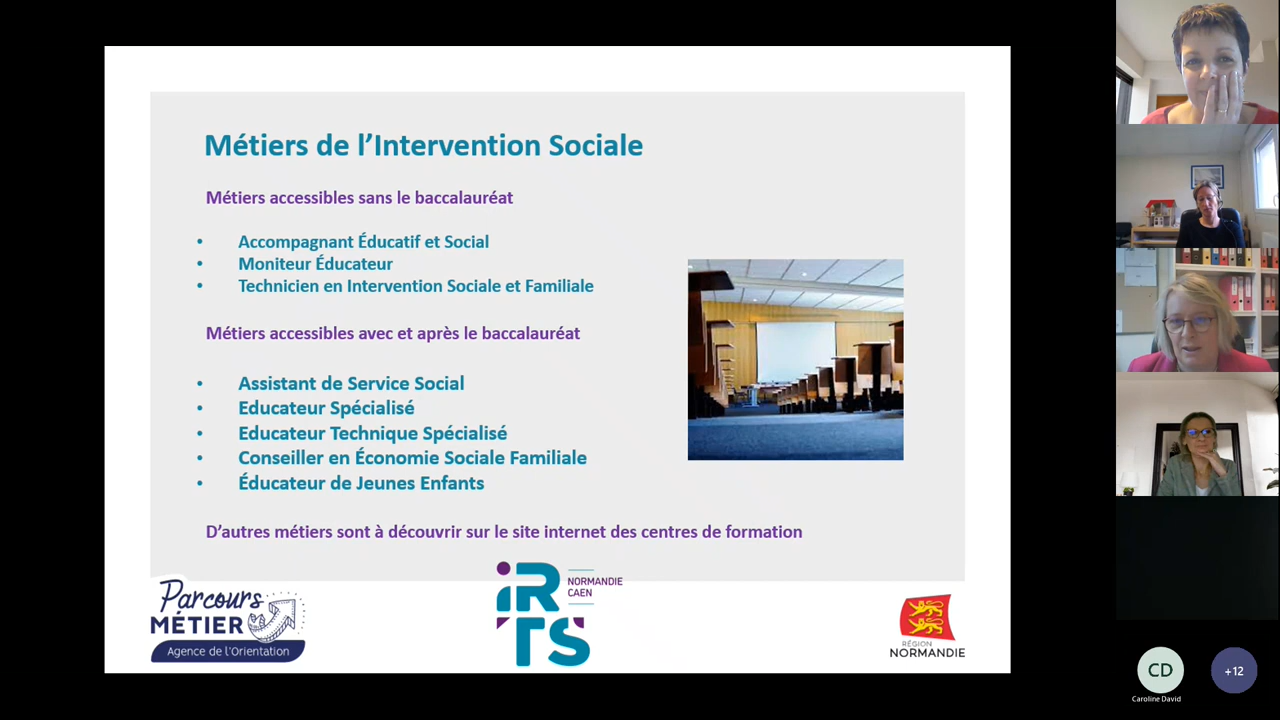 Métiers de l'Intervention Sociale
Métiers accessibles sans le baccalauréat
• Accompagnant Éducatif et Social
• Moniteur Éducateur
• Technicien en Intervention Sociale et Familiale
Métiers accessibles avec et après le baccalauréat
• Assistant de Service Social
• Educateur Spécialisé
• Educateur Technique Spécialisé
• Conseiller en Économie Sociale Familiale
• Éducateur de Jeunes Enfants
D'autres métiers sont à découvrir sur le site internet des centres de formation
Parcours
MÉTIER
Agence de l'Orientation
iRTS
NORMANDIE
CAEN
RÉGION
NORMANDIE
CD
Caroline David
+12